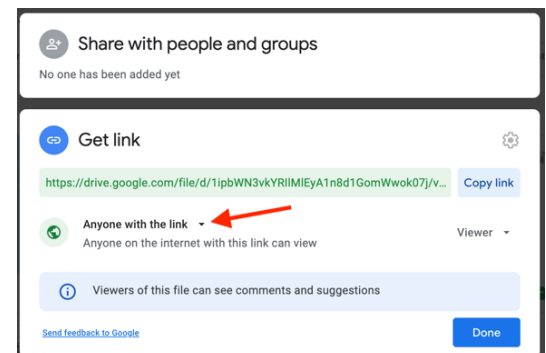 Share with people and groups
No one has been added yet
Get link
https://drive.google.com/file/d/1ipbWN3vkYRIlMlEyA1n8d1GomWwok07j/v... Copy link
Anyone with the link
Anyone on the internet with this link can view Viewer
Viewers of this file can see comments and suggestions
Send feedback to Google Done